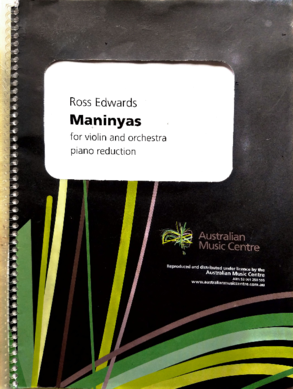 Ross Edwards
Maninyas
for violin and orchestra
piano reduction
Australian
Music Centre
Reproduced and distributed under licence by the
Australian Music Centre
www.australianmusiccentre.com.au